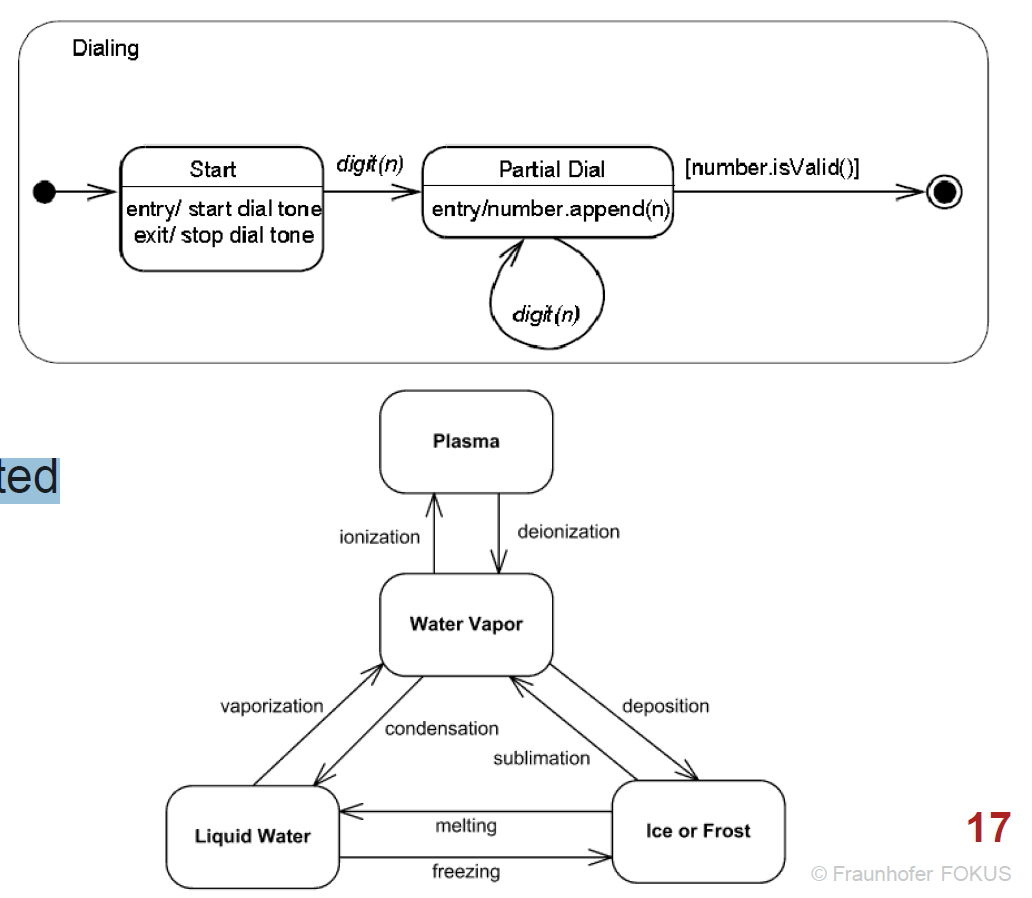 Dialing
Start
digit(n)
Partial Dial
[number.isValid()]
entry/ start dial tone
exit/ stop dial tone
entry/number.append(n)
digit(n)
Plasma
ted
ionization
deionization
Water Vapor
vaporization
condensation
deposition
sublimation
Liquid Water
melting
freezing
Ice or Frost
17
© Fraunhofer FOKUS